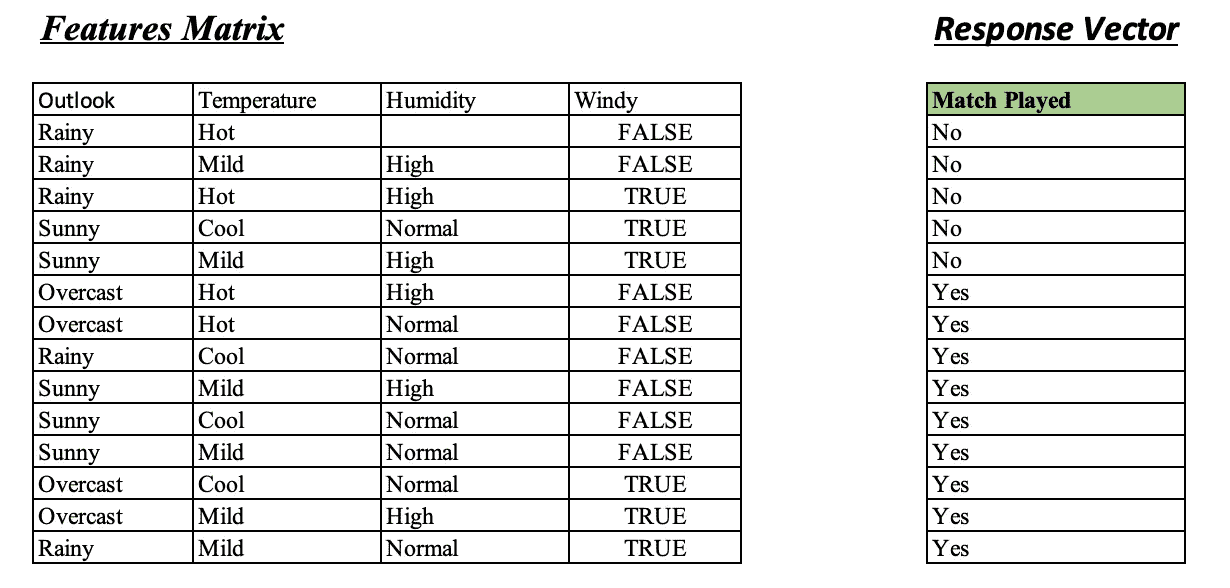 Features Matrix Response Vector
Outlook Temperature Humidity Windy Match Played
Rainy Hot FALSE No
Rainy Mild High FALSE No
Rainy Hot High TRUE No
Sunny Cool Normal TRUE No
Sunny Mild High TRUE No
Overcast Hot High FALSE Yes
Overcast Hot Normal FALSE Yes
Rainy Cool Normal FALSE Yes
Sunny Mild High FALSE Yes
Sunny Cool Normal FALSE Yes
Sunny Mild Normal FALSE Yes
Overcast Cool Normal TRUE Yes
Overcast Mild High TRUE Yes
Rainy Mild Normal TRUE Yes